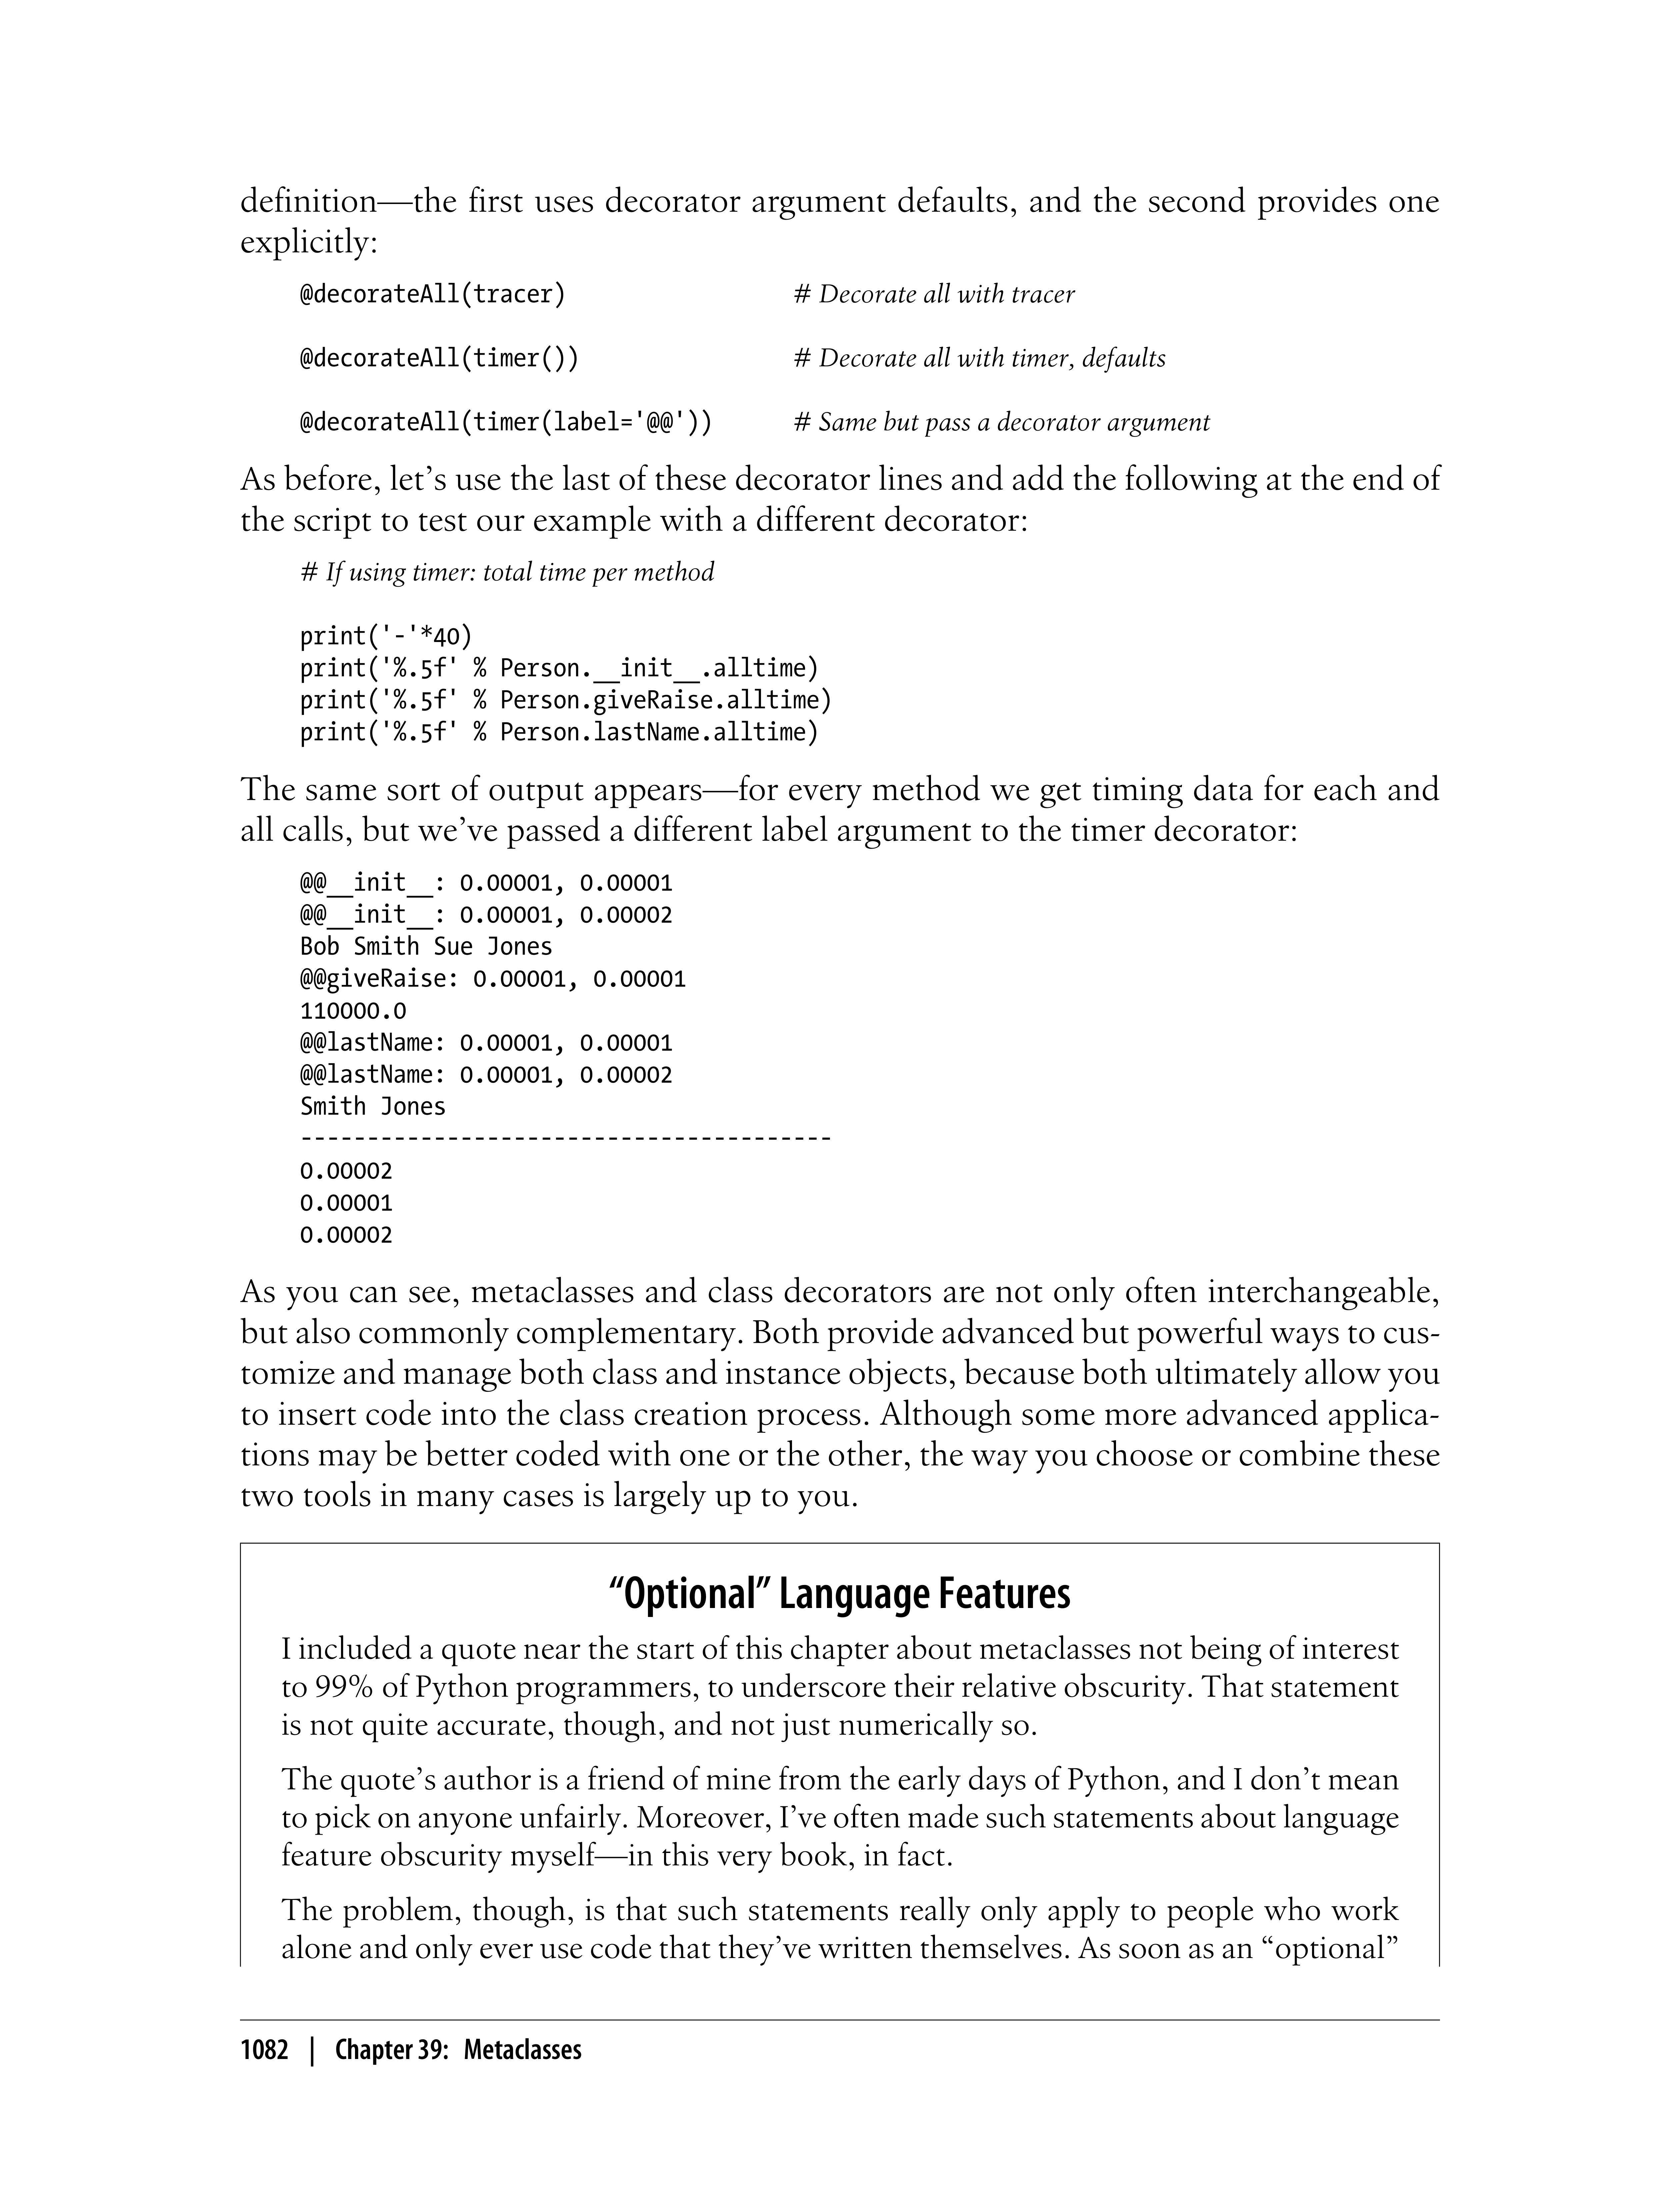 definition—the first uses decorator argument defaults, and the second provides one
explicitly:
@decorateAll(tracer) # Decorate all with tracer
@decorateAll(timer()) # Decorate all with timer, defaults
@decorateAll(timer(label='@@')) # Same but pass a decorator argument
As before, let’s use the last of these decorator lines and add the following at the end of
the script to test our example with a different decorator:
# If using timer: total time per method
print('-'*40)
print('%.5f' % Person.__init__.alltime)
print('%.5f' % Person.giveRaise.alltime)
print('%.5f' % Person.lastName.alltime)
The same sort of output appears—for every method we get timing data for each and
all calls, but we’ve passed a different label argument to the timer decorator:
@@__init__: 0.00001, 0.00001
@@__init__: 0.00001, 0.00002
Bob Smith Sue Jones
@@giveRaise: 0.00001, 0.00001
110000.0
@@lastName: 0.00001, 0.00001
@@lastName: 0.00001, 0.00002
Smith Jones
----------------------------------------
0.00002
0.00001
0.00002
As you can see, metaclasses and class decorators are not only often interchangeable,
but also commonly complementary. Both provide advanced but powerful ways to cus-
tomize and manage both class and instance objects, because both ultimately allow you
to insert code into the class creation process. Although some more advanced applica-
tions may be better coded with one or the other, the way you choose or combine these
two tools in many cases is largely up to you.
“Optional” Language Features
I included a quote near the start of this chapter about metaclasses not being of interest
to 99% of Python programmers, to underscore their relative obscurity. That statement
is not quite accurate, though, and not just numerically so.
The quote’s author is a friend of mine from the early days of Python, and I don’t mean
to pick on anyone unfairly. Moreover, I’ve often made such statements about language
feature obscurity myself—in this very book, in fact.
The problem, though, is that such statements really only apply to people who work
alone and only ever use code that they’ve written themselves. As soon as an “optional”
1082 | Chapter 39: Metaclasses